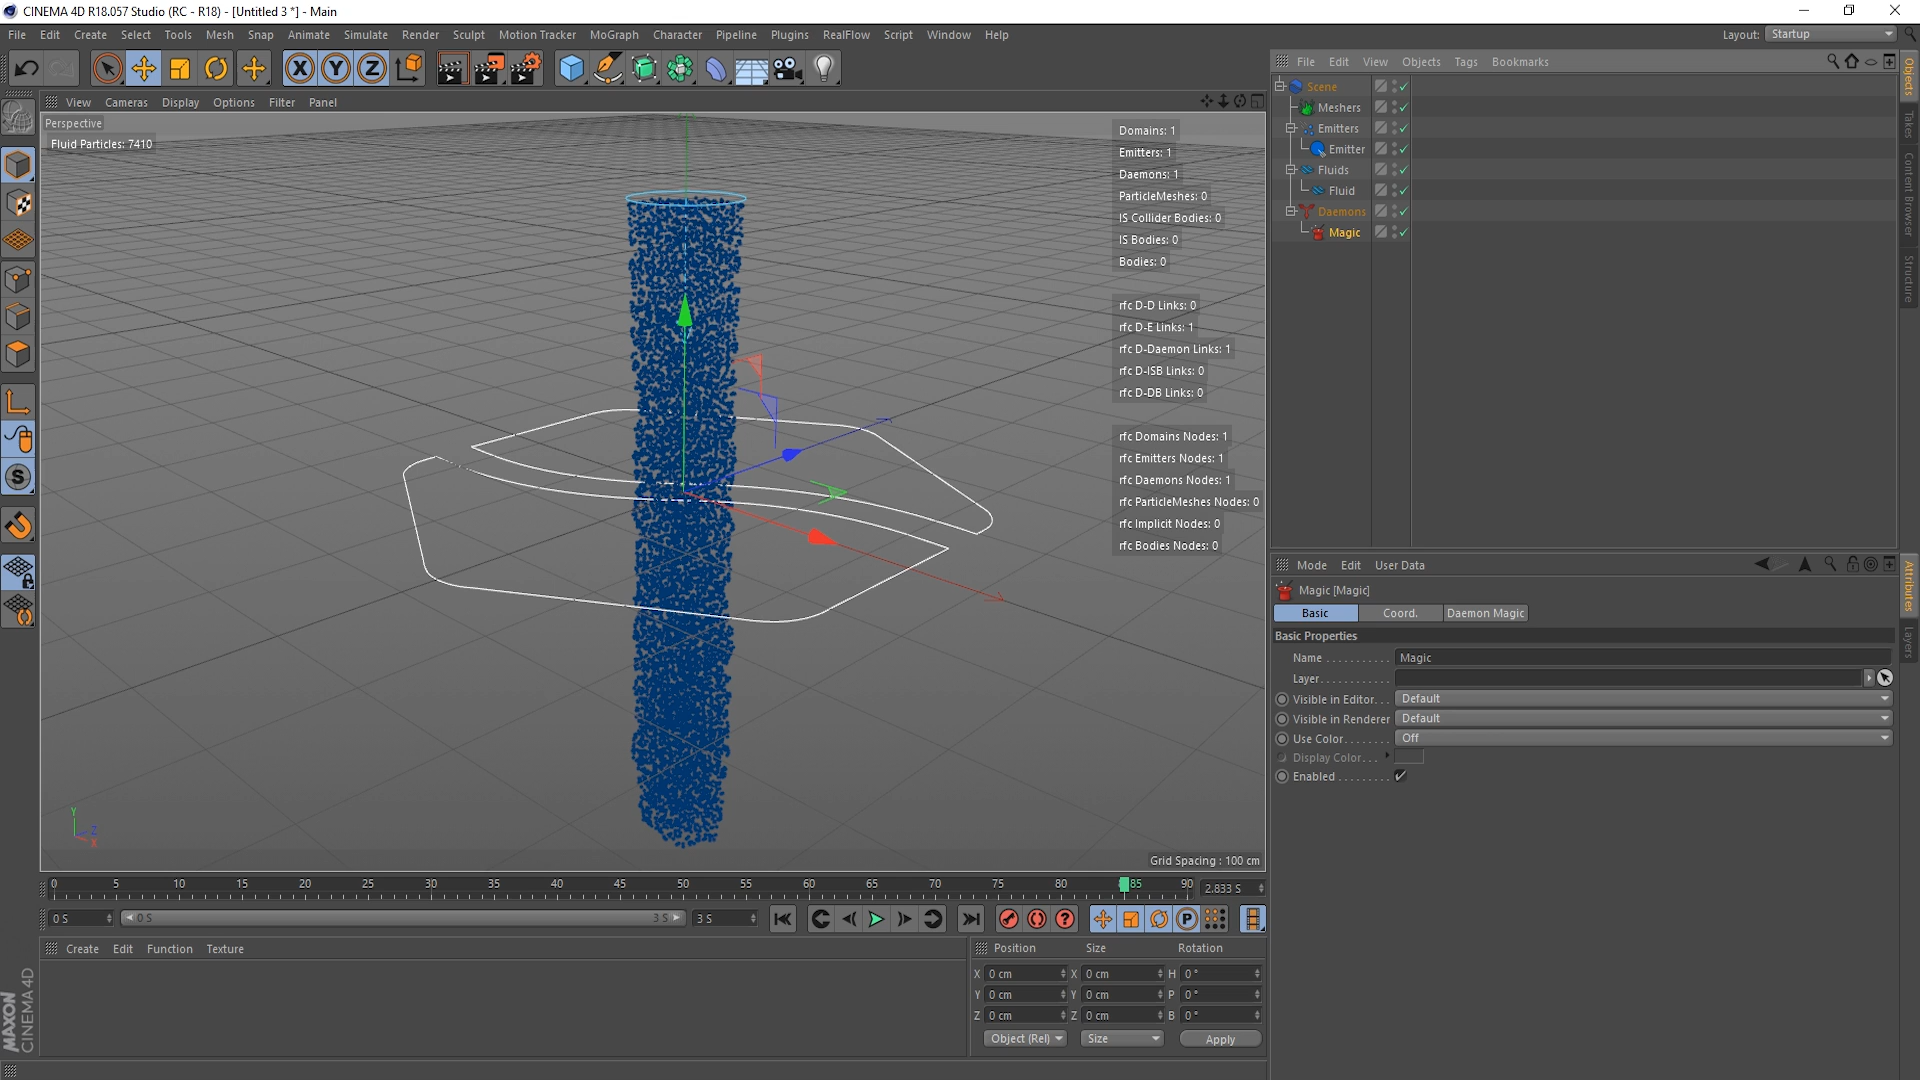 CINEMA 4D R18.057 Studio (RC - R18) - [Untitled 3 *] - Main
File Edit Create Select Tools Mesh Snap Animate Simulate Render Sculpt Motion Tracker MoGraph Character Pipeline Plugins RealFlow Script Window Help
Layout: Startup
X Y Z
View Cameras Display Options Filter Panel
Perspective
Fluid Particles: 7410
Domains: 1
Emitters: 1
Daemons: 1
ParticleMeshes: 0
IS Collider Bodies: 0
IS Bodies: 0
Bodies: 0
rfc D-D Links: 0
rfc D-E Links: 1
rfc D-Daemon Links: 1
rfc D-ISB Links: 0
rfc D-DB Links: 0
rfc Domains Nodes: 1
rfc Emitters Nodes: 1
rfc Daemons Nodes: 1
rfc ParticleMeshes Nodes: 0
rfc Implicit Nodes: 0
rfc Bodies Nodes: 0
Y Z X
Grid Spacing : 100 cm
0 5 10 15 20 25 30 35 40 45 50 55 60 65 70 75 80 85 90 2.833 S
0 S 0 S 3 S 3 S
Create Edit Function Texture
MAXON CINEMA 4D
Position Size Rotation
X 0 cm X 0 cm H 0 °
Y 0 cm Y 0 cm P 0 °
Z 0 cm Z 0 cm B 0 °
Object (Rel) Size Apply
File Edit View Objects Tags Bookmarks
Scene
Meshers
Emitters
Emitter
Fluids
Fluid
Daemons
Magic
Objects
Takes
Content Browser
Structure
Mode Edit User Data
Magic [Magic]
Basic Coord. Daemon Magic
Basic Properties
Name . . . . . . . . . . . Magic
Layer. . . . . . . . . . . .
Visible in Editor. . . Default
Visible in Renderer Default
Use Color. . . . . . . . Off
Display Color. . .
Enabled . . . . . . . . .
Attributes
Layers